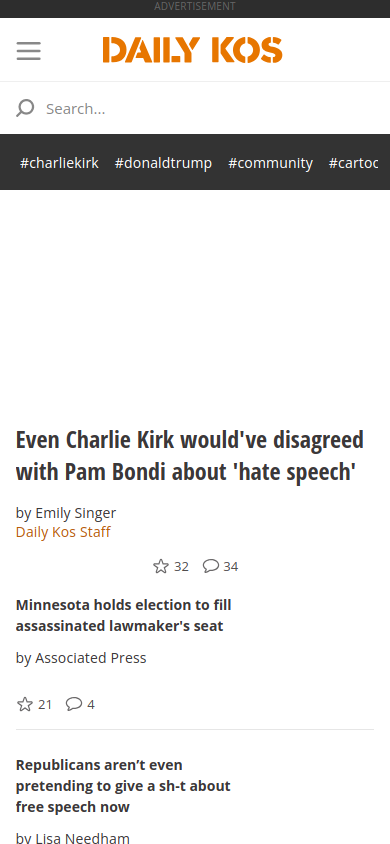 ADVERTISEMENT
DAILY KOS
Search...
#charliekirk #donaldtrump #community #cartoc
Even Charlie Kirk would've disagreed
with Pam Bondi about 'hate speech'
by Emily Singer
Daily Kos Staff
32 34
Minnesota holds election to fill
assassinated lawmaker's seat
by Associated Press
21 4
Republicans aren’t even
pretending to give a sh-t about
free speech now
by Lisa Needham